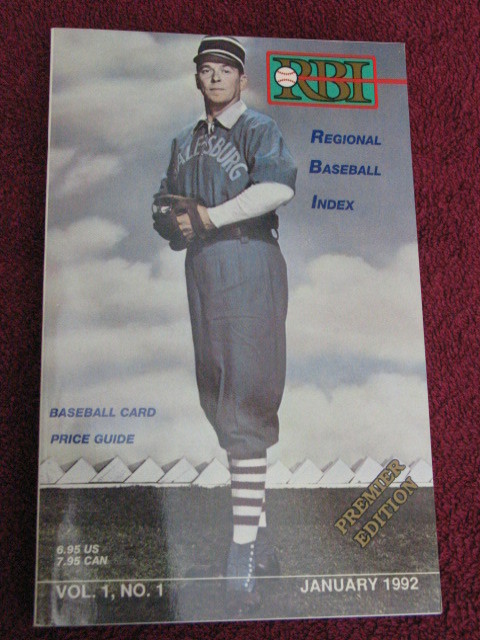 RBI
REGIONAL
BASEBALL
INDEX
BASEBALL CARD
PRICE GUIDE
PREMIER
EDITION
6.95 US
7.95 CAN
VOL. 1, NO. 1
JANUARY 1992